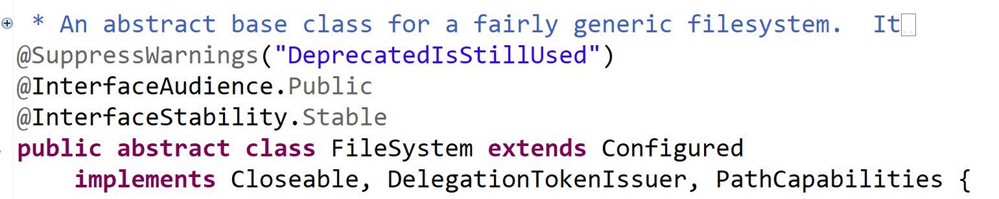 * An abstract base class for a fairly generic filesystem.  It
@SuppressWarnings("DeprecatedIsStillUsed")
@InterfaceAudience.Public
@InterfaceStability.Stable
public abstract class FileSystem extends Configured
    implements Closeable, DelegationTokenIssuer, PathCapabilities {